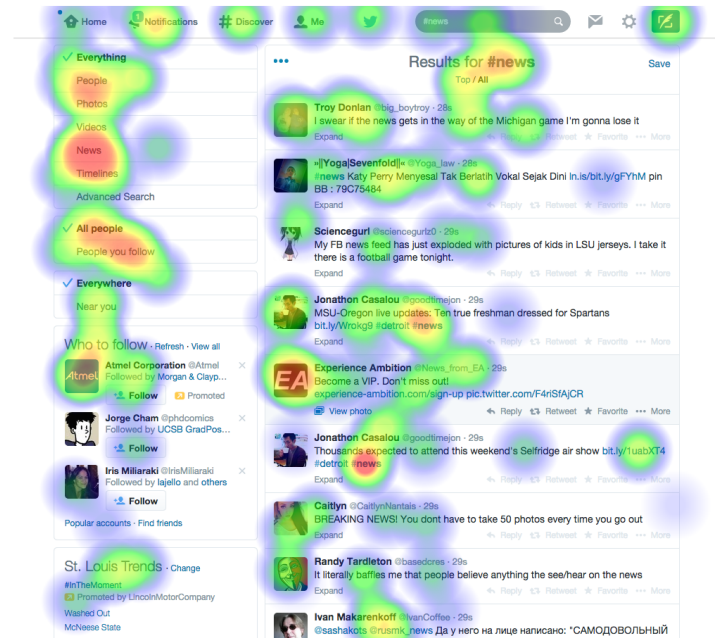 Home
1
Notifications
# Discover
Me
#news
Everything
People
Photos
Videos
News
Timelines
Advanced Search
All people
People you follow
Everywhere
Near you
Who to follow · Refresh · View all
Atmel
Atmel Corporation @Atmel
Followed by Morgan & Clayp...
Follow
Promoted
Jorge Cham @phdcomics
Followed by UCSB GradPos...
Follow
Iris Miliaraki @IrisMiliaraki
Followed by lajello and others
Follow
Popular accounts · Find friends
St. Louis Trends · Change
#InTheMoment
Promoted by LincolnMotorCompany
Washed Out
McNeese State
Results for #news
Save
Top / All
Troy Donlan @big_boytroy · 28s
I swear if the news gets in the way of the Michigan game I'm gonna lose it
Expand
Reply Retweet Favorite More
»‖Yoga|Sevenfold‖« @Yoga_law · 28s
#news Katy Perry Menyesal Tak Berlatih Vokal Sejak Dini in.is/bit.ly/gFYhM pin
BB : 79C75484
Expand
Reply Retweet Favorite More
Sciencegurl @sciencegurlz0 · 29s
My FB news feed has just exploded with pictures of kids in LSU jerseys. I take it
there is a football game tonight.
Expand
Reply Retweet Favorite More
Jonathon Casalou @goodtimejon · 29s
MSU-Oregon live updates: Ten true freshman dressed for Spartans
bit.ly/Wrokg9 #detroit #news
Expand
Reply Retweet Favorite More
EA
Experience Ambition @News_from_EA · 29s
Become a VIP. Don't miss out!
experience-ambition.com/sign-up pic.twitter.com/F4riSfAjCR
View photo
Reply Retweet Favorite More
Jonathon Casalou @goodtimejon · 29s
Thousands expected to attend this weekend's Selfridge air show bit.ly/1uabXT4
#detroit #news
Expand
Reply Retweet Favorite More
Caitlyn @CaitlynNantais · 29s
BREAKING NEWS! You dont have to take 50 photos every time you go out
Expand
Reply Retweet Favorite More
Randy Tardleton @basedcres · 29s
It literally baffles me that people believe anything the see/hear on the news
Expand
Reply Retweet Favorite More
Ivan Makarenkoff @IvanCoffee · 29s
@sashakots @rusmk_news Да у него на лице написано: "САМОДОВОЛЬНЫЙ